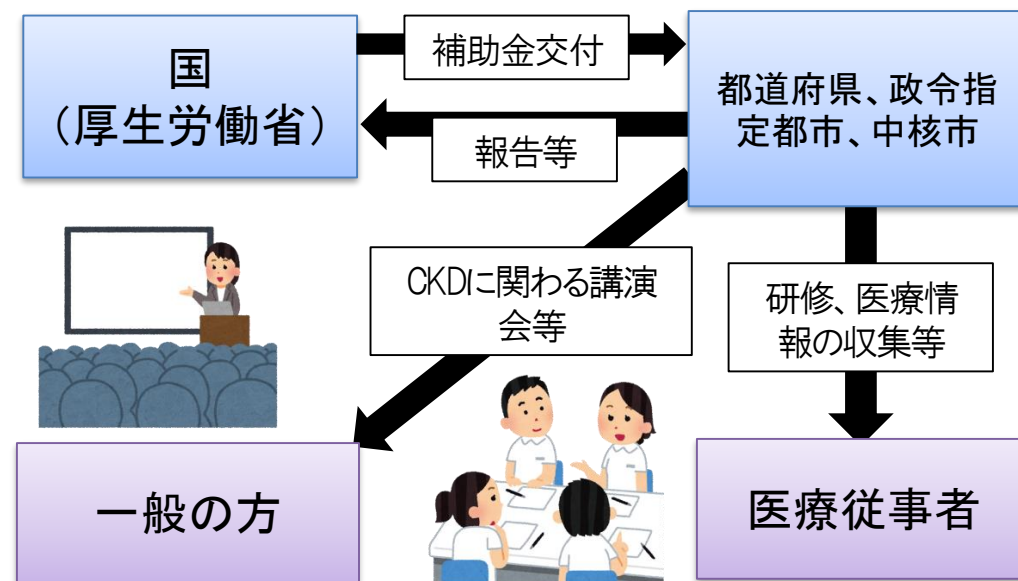 国
（厚生労働省）
補助金交付
都道府県、政令指
定都市、中核市
報告等
CKDに関わる講演
会等
研修、医療情
報の収集等
一般の方
医療従事者